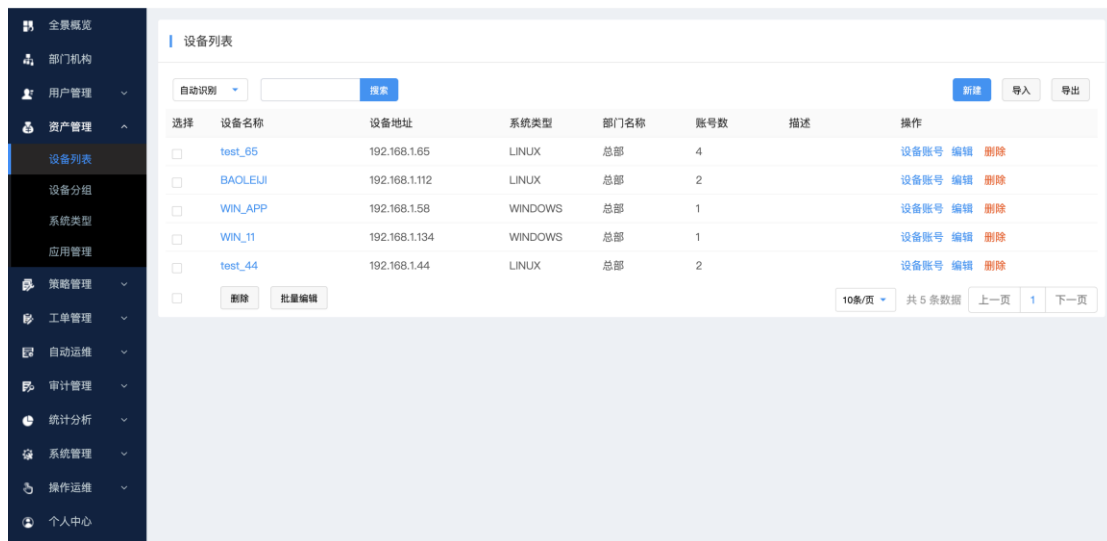 全景概览
部门机构
用户管理
资产管理
设备列表
设备分组
系统类型
应用管理
策略管理
工单管理
自动运维
审计管理
统计分析
系统管理
操作运维
个人中心
设备列表
自动识别 搜索 新建 导入 导出
选择 设备名称 设备地址 系统类型 部门名称 账号数 描述 操作
test_65 192.168.1.65 LINUX 总部 4 设备账号 编辑 删除
BAOLEIJI 192.168.1.112 LINUX 总部 2 设备账号 编辑 删除
WIN_APP 192.168.1.58 WINDOWS 总部 1 设备账号 编辑 删除
WIN_11 192.168.1.134 WINDOWS 总部 1 设备账号 编辑 删除
test_44 192.168.1.44 LINUX 总部 2 设备账号 编辑 删除
删除 批量编辑 10条/页 共 5 条数据 上一页 1 下一页